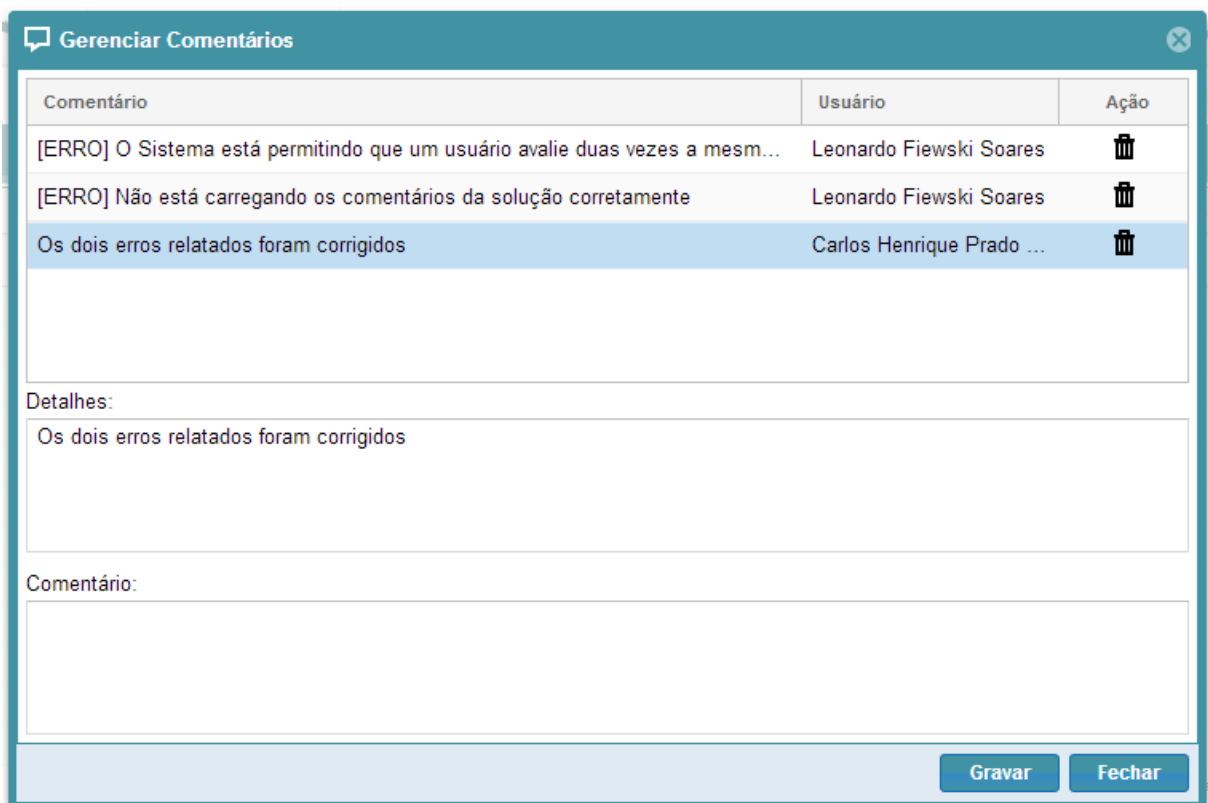 Gerenciar Comentários
Comentário Usuário Ação
[ERRO] O Sistema está permitindo que um usuário avalie duas vezes a mesm... Leonardo Fiewski Soares
[ERRO] Não está carregando os comentários da solução corretamente Leonardo Fiewski Soares
Os dois erros relatados foram corrigidos Carlos Henrique Prado ...
Detalhes:
Os dois erros relatados foram corrigidos
Comentário:
Gravar Fechar